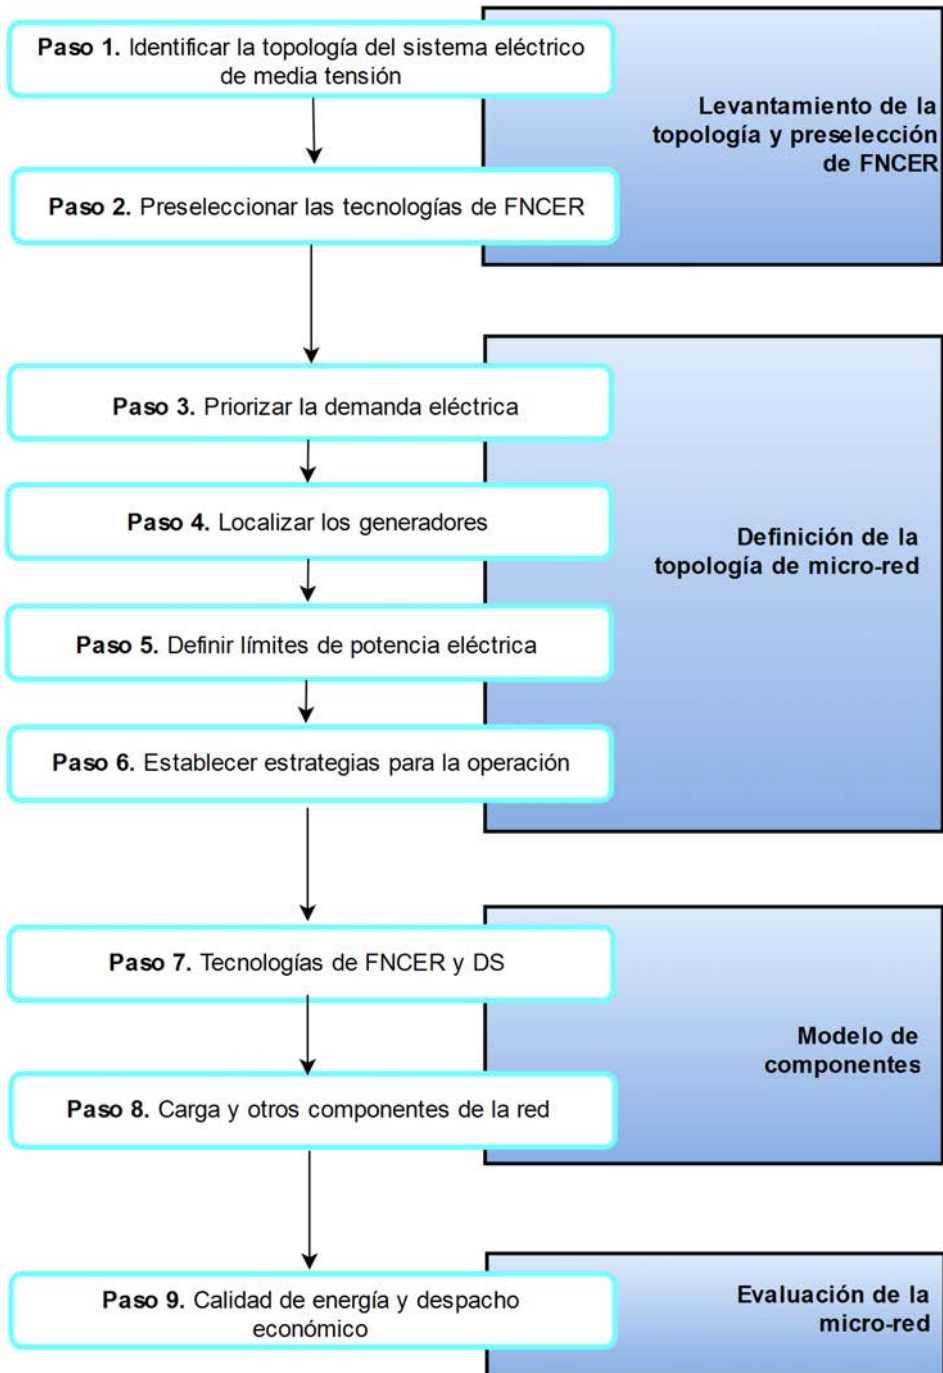 Paso 1. Identificar la topología del sistema eléctrico
de media tensión
Levantamiento de la
topología y preselección
de FNCER
Paso 2. Preseleccionar las tecnologías de FNCER
Paso 3. Priorizar la demanda eléctrica
Paso 4. Localizar los generadores
Definición de la
topología de micro-red
Paso 5. Definir límites de potencia eléctrica
Paso 6. Establecer estrategias para la operación
Paso 7. Tecnologías de FNCER y DS
Modelo de
componentes
Paso 8. Carga y otros componentes de la red
Paso 9. Calidad de energía y despacho
económico
Evaluación de la
micro-red